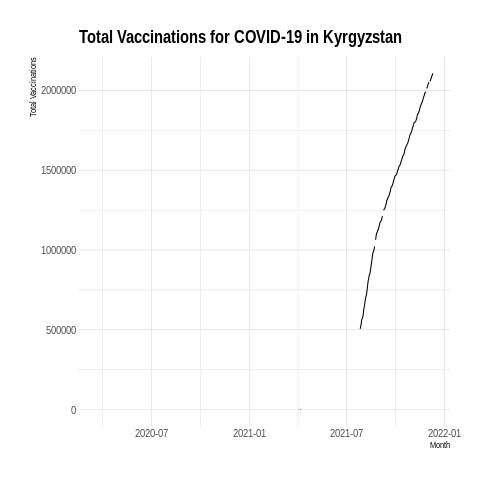 Total Vaccinations for COVID-19 in Kyrgyzstan
Total Vaccinations
2000000
1500000
1000000
500000
0
2020-07 2021-01 2021-07 2022-01
Month